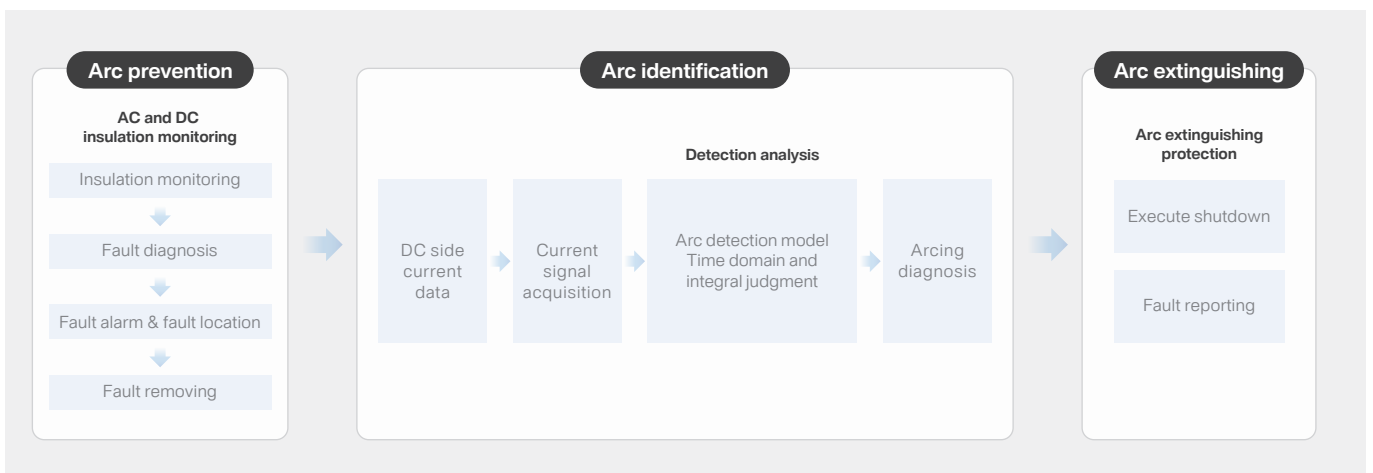 Arc prevention
AC and DC
insulation monitoring
Insulation monitoring
Fault diagnosis
Fault alarm & fault location
Fault removing
Arc identification
Detection analysis
DC side
current
data
Current
signal
acquisition
Arc detection model
Time domain and
integral judgment
Arcing
diagnosis
Arc extinguishing
Arc extinguishing
protection
Execute shutdown
Fault reporting